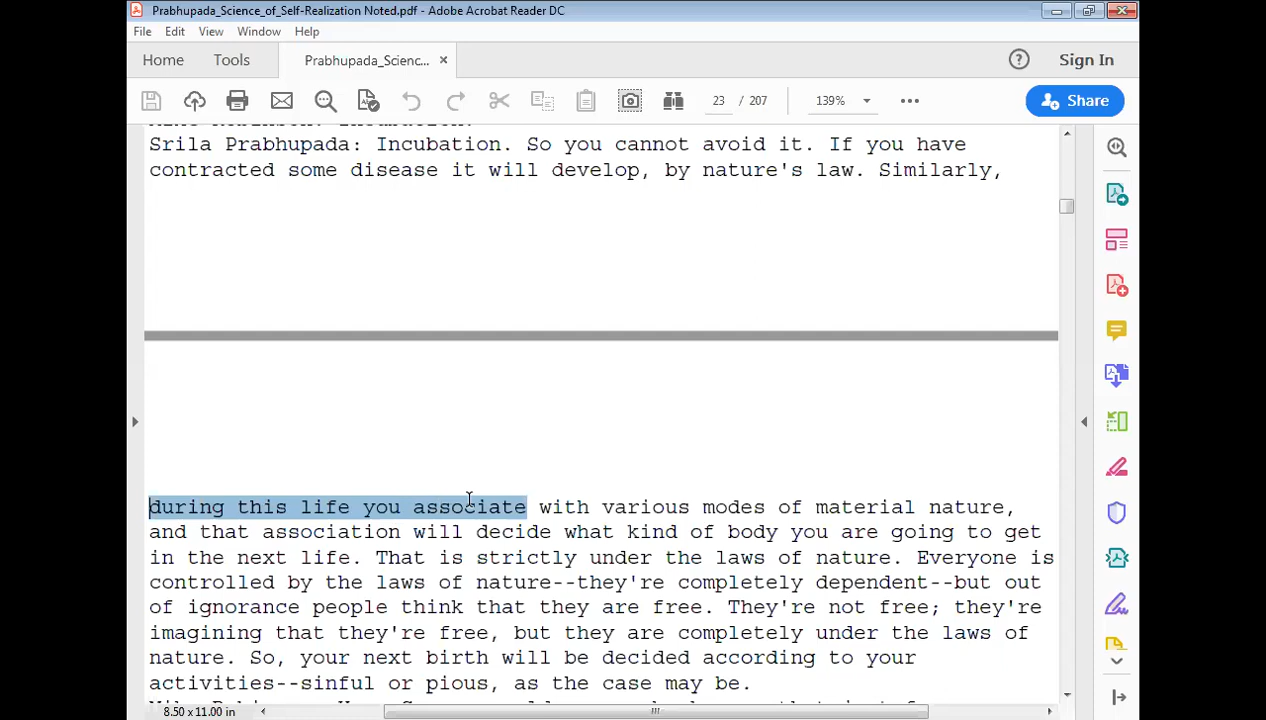 Prabhupada_Science_of_Self-Realization Noted.pdf - Adobe Acrobat Reader DC
File Edit View Window Help
Home Tools Prabhupada_Scienc... × Sign In
23 / 207 139% Share
Srila Prabhupada: Incubation. So you cannot avoid it. If you have
contracted some disease it will develop, by nature's law. Similarly,
during this life you associate with various modes of material nature,
and that association will decide what kind of body you are going to get
in the next life. That is strictly under the laws of nature. Everyone is
controlled by the laws of nature--they're completely dependent--but out
of ignorance people think that they are free. They're not free; they're
imagining that they're free, but they are completely under the laws of
nature. So, your next birth will be decided according to your
activities--sinful or pious, as the case may be.
8.50 x 11.00 in